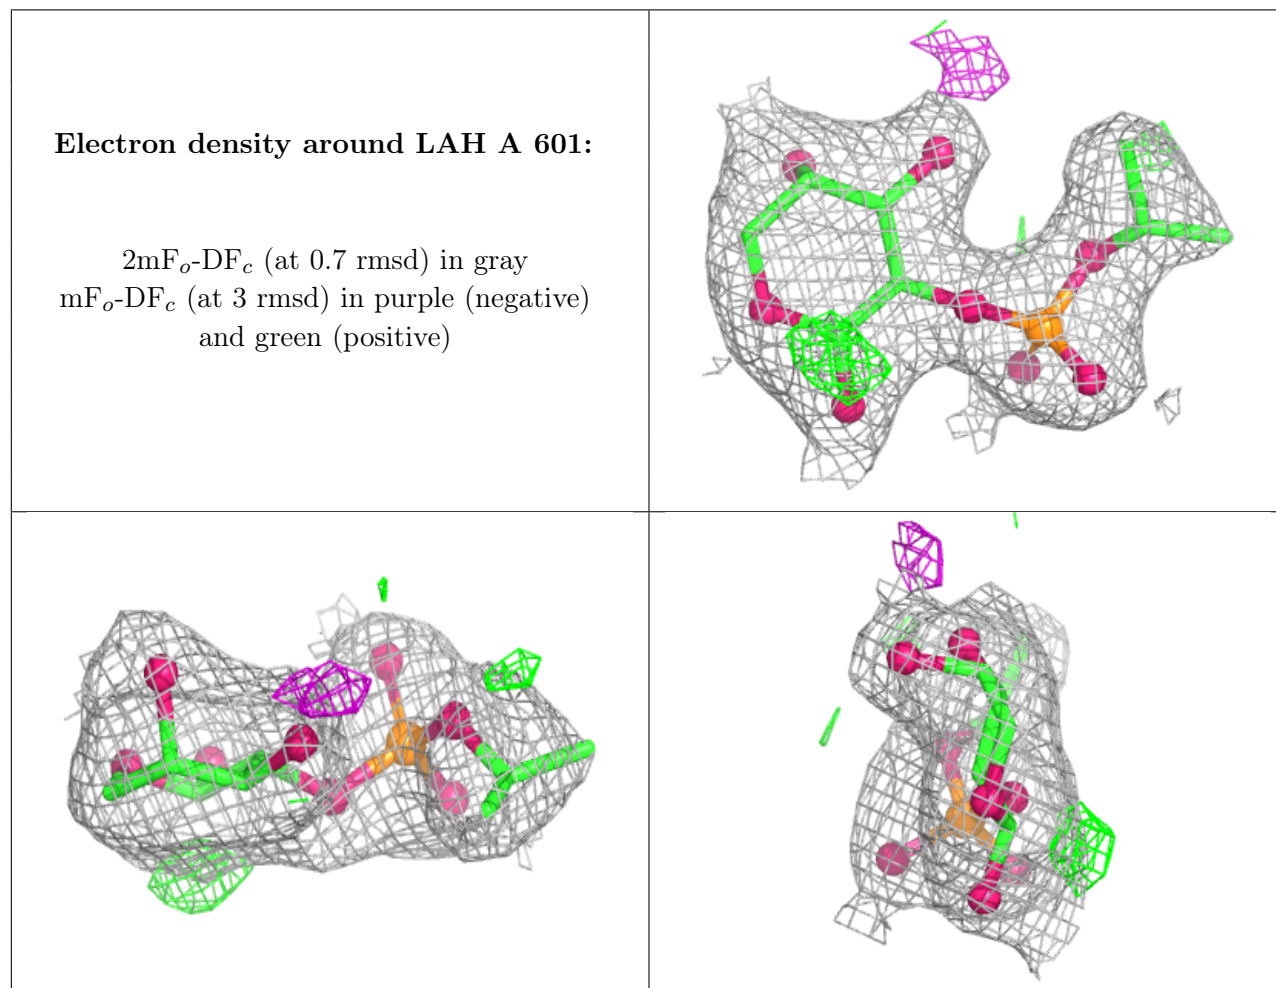 Electron density around LAH A 601:
2mFo-DFc (at 0.7 rmsd) in gray
mFo-DFc (at 3 rmsd) in purple (negative)
and green (positive)